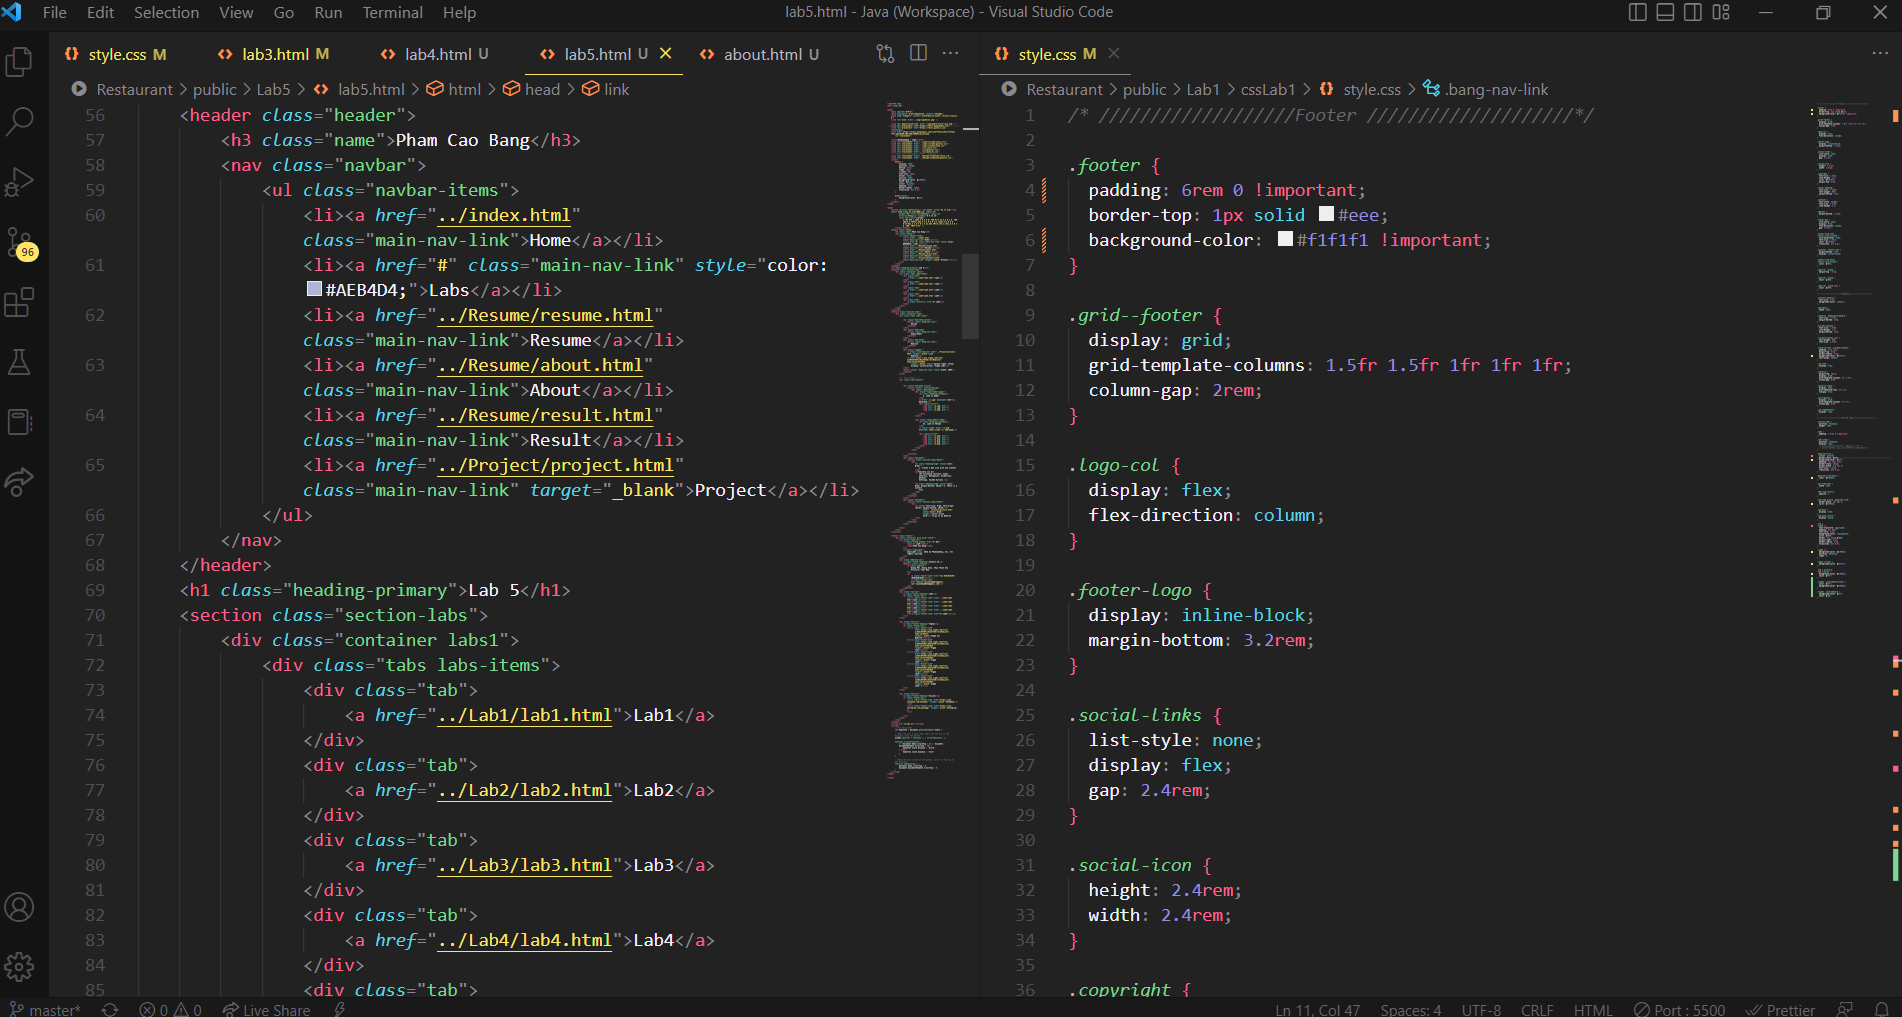 File Edit Selection View Go Run Terminal Help
lab5.html - Java (Workspace) - Visual Studio Code
style.css M
lab3.html M
lab4.html U
lab5.html U
about.html U
Restaurant > public > Lab5 > lab5.html > html > head > link
96
56 <header class="header">
57 <h3 class="name">Pham Cao Bang</h3>
58 <nav class="navbar">
59 <ul class="navbar-items">
60 <li><a href="../index.html"
class="main-nav-link">Home</a></li>
61 <li><a href="#" class="main-nav-link" style="color:
#AEB4D4;">Labs</a></li>
62 <li><a href="../Resume/resume.html"
class="main-nav-link">Resume</a></li>
63 <li><a href="../Resume/about.html"
class="main-nav-link">About</a></li>
64 <li><a href="../Resume/result.html"
class="main-nav-link">Result</a></li>
65 <li><a href="../Project/project.html"
class="main-nav-link" target="_blank">Project</a></li>
66 </ul>
67 </nav>
68 </header>
69 <h1 class="heading-primary">Lab 5</h1>
70 <section class="section-labs">
71 <div class="container labs1">
72 <div class="tabs labs-items">
73 <div class="tab">
74 <a href="../Lab1/lab1.html">Lab1</a>
75 </div>
76 <div class="tab">
77 <a href="../Lab2/lab2.html">Lab2</a>
78 </div>
79 <div class="tab">
80 <a href="../Lab3/lab3.html">Lab3</a>
81 </div>
82 <div class="tab">
83 <a href="../Lab4/lab4.html">Lab4</a>
84 </div>
85 <div class="tab">
style.css M
Restaurant > public > Lab1 > cssLab1 > style.css > .bang-nav-link
1 /* ///////////////////Footer ////////////////////*/
2
3 .footer {
4 padding: 6rem 0 !important;
5 border-top: 1px solid #eee;
6 background-color: #f1f1f1 !important;
7 }
8
9 .grid--footer {
10 display: grid;
11 grid-template-columns: 1.5fr 1.5fr 1fr 1fr 1fr;
12 column-gap: 2rem;
13 }
14
15 .logo-col {
16 display: flex;
17 flex-direction: column;
18 }
19
20 .footer-logo {
21 display: inline-block;
22 margin-bottom: 3.2rem;
23 }
24
25 .social-links {
26 list-style: none;
27 display: flex;
28 gap: 2.4rem;
29 }
30
31 .social-icon {
32 height: 2.4rem;
33 width: 2.4rem;
34 }
35
36 .copyright {
master* 0 0 Live Share
Ln 11, Col 47 Spaces: 4 UTF-8 CRLF HTML Port : 5500 Prettier